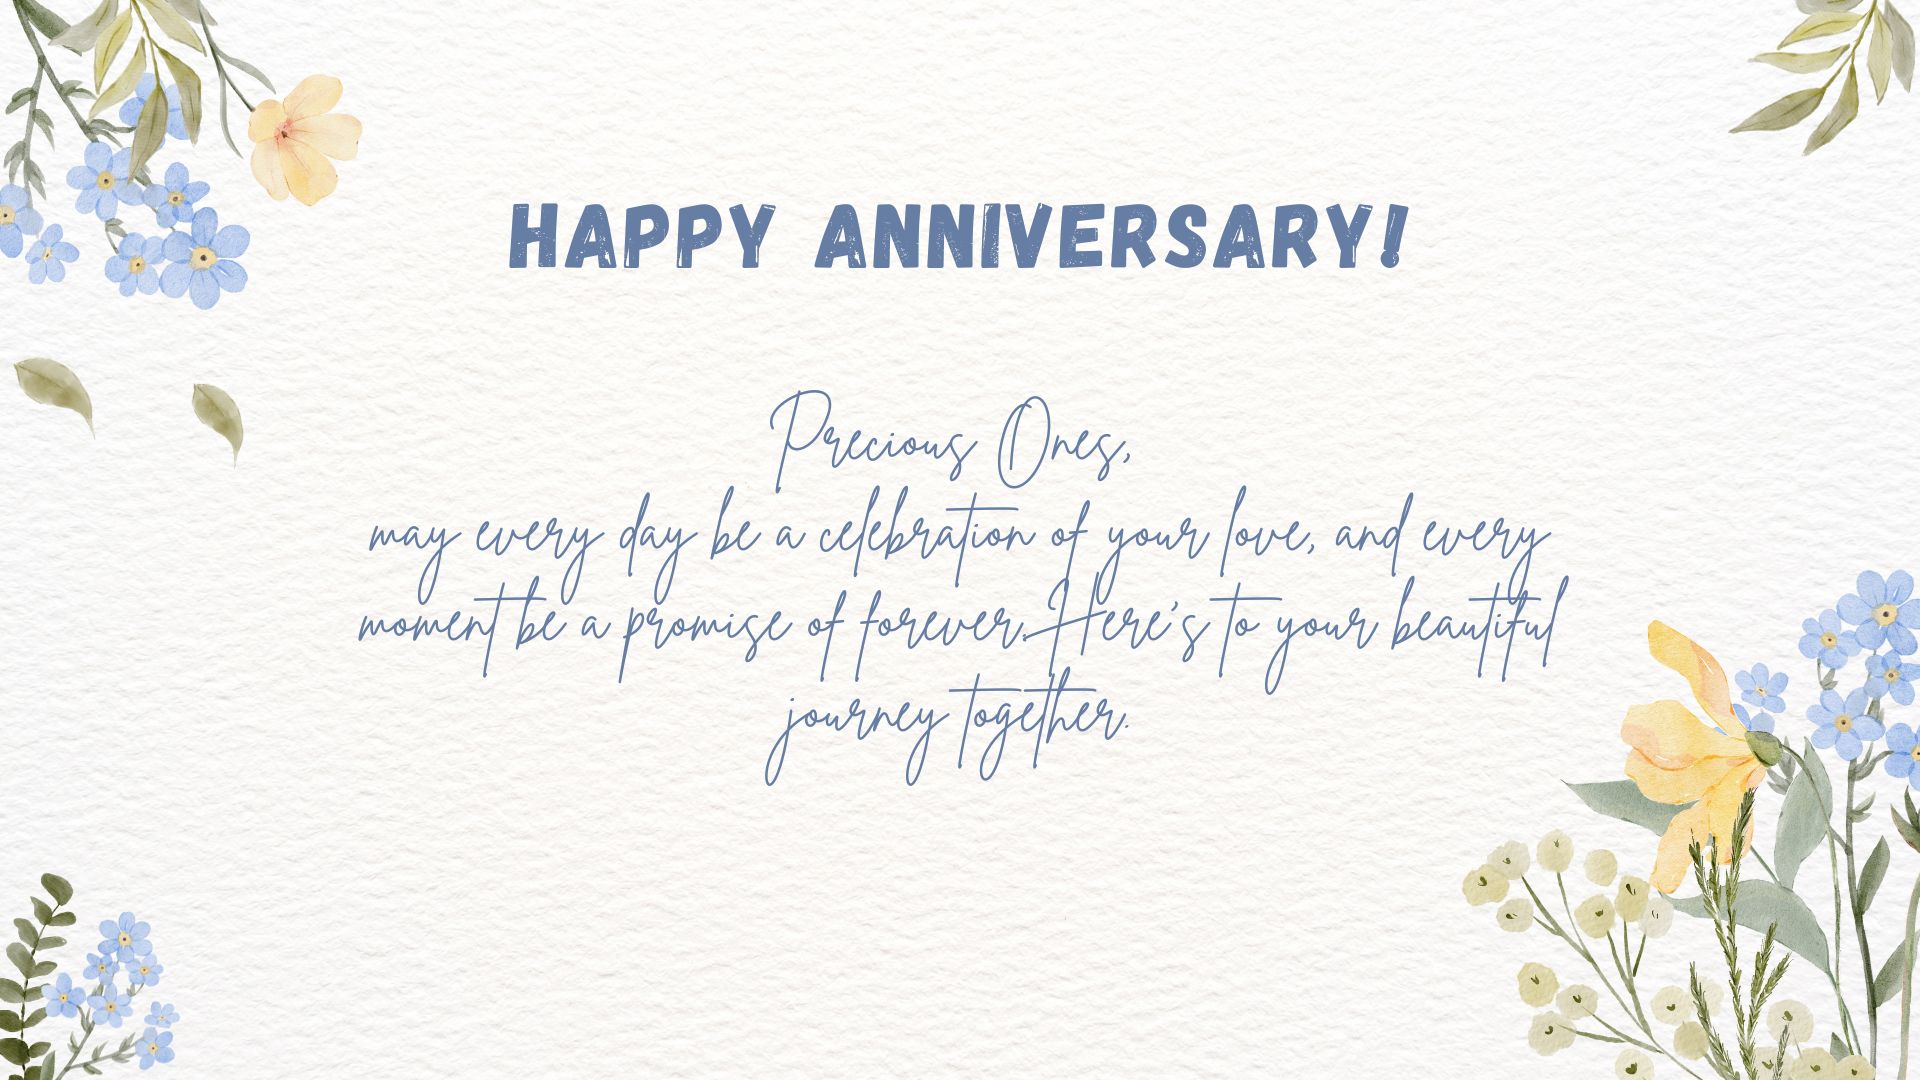 HAPPY ANNIVERSARY!
Precious Ones,
may every day be a celebration of your love, and every
moment be a promise of forever. Here's to your beautiful
journey together.